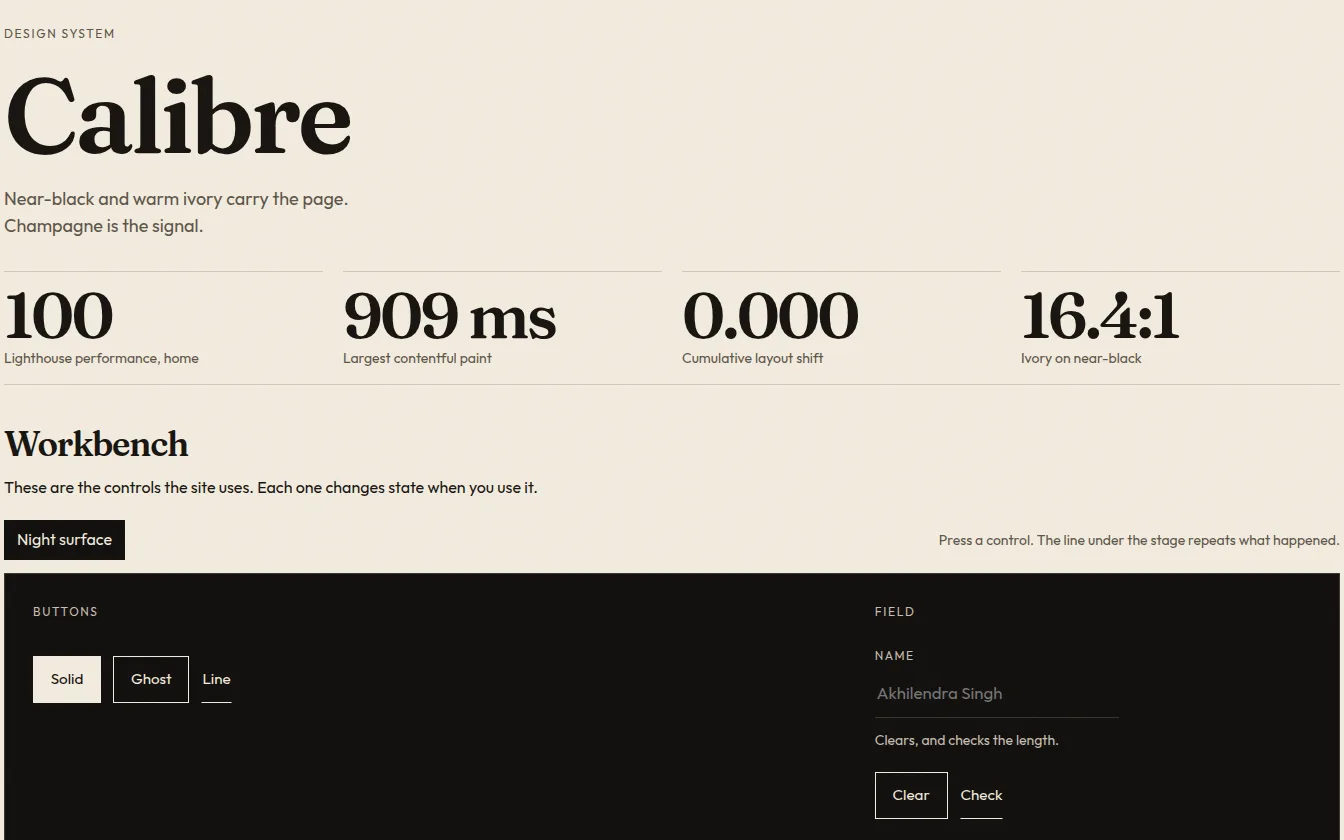 DESIGN SYSTEM
Calibre
Near-black and warm ivory carry the page.
Champagne is the signal.
100
Lighthouse performance, home
909 ms
Largest contentful paint
0.000
Cumulative layout shift
16.4:1
Ivory on near-black
Workbench
These are the controls the site uses. Each one changes state when you use it.
Night surface
Press a control. The line under the stage repeats what happened.
BUTTONS
Solid
Ghost
Line
FIELD
NAME
Akhilendra Singh
Clears, and checks the length.
Clear
Check